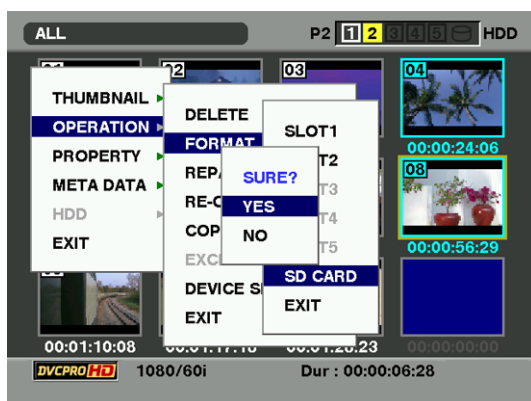 ALL
P2 1 2 3 4 5 HDD
02
03
04
THUMBNAIL
OPERATION
PROPERTY
META DATA
HDD
EXIT
DELETE
FORMAT
COP
DEVICE
EXIT
SLOT1
SD CARD
EXIT
SURE?
YES
NO
00:00:24:06
08
00:00:56:29
00:01:10:08
00:00:00:00
DVCPRO HD 1080/60i Dur : 00:00:06:28